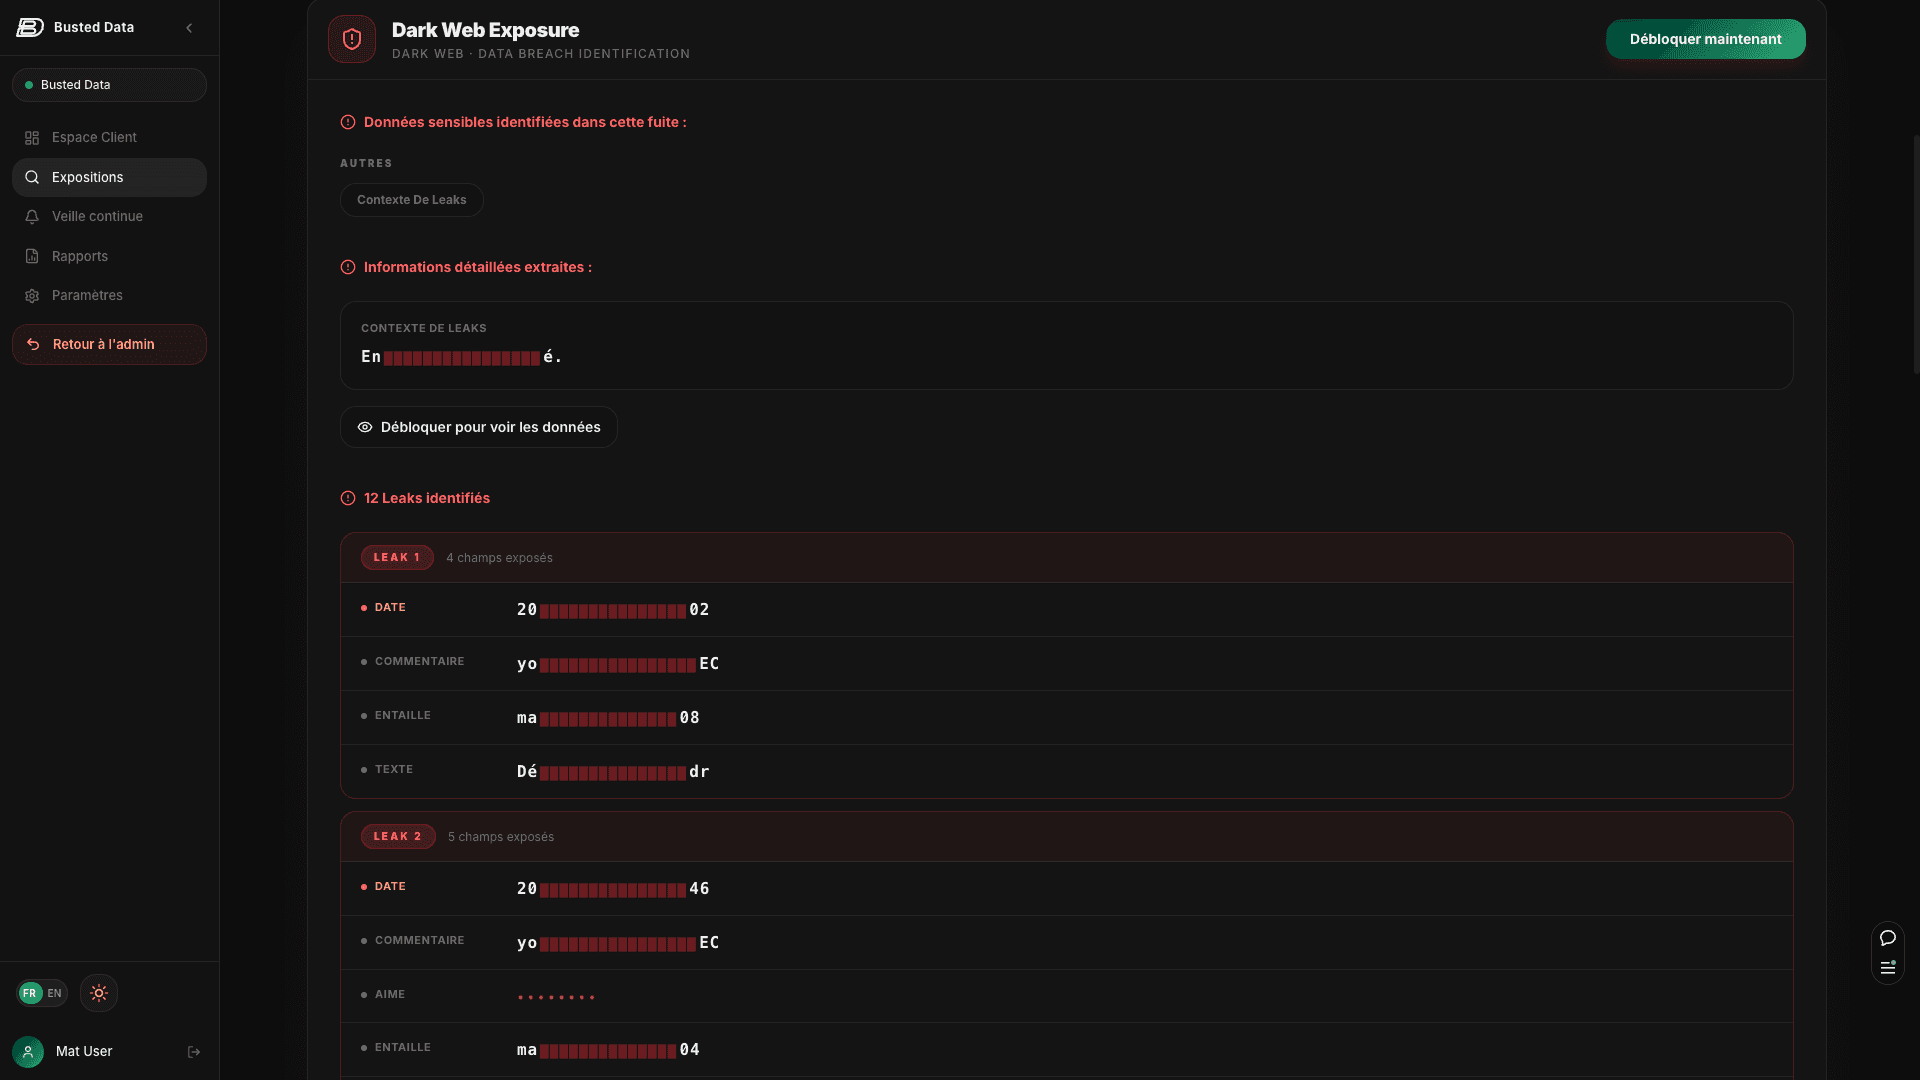 Busted Data
Busted Data
Espace Client
Expositions
Veille continue
Rapports
Paramètres
Retour à l'admin
FR EN
Mat User
Dark Web Exposure
DARK WEB · DATA BREACH IDENTIFICATION
Débloquer maintenant
Données sensibles identifiées dans cette fuite :
AUTRES
Contexte De Leaks
Informations détaillées extraites :
CONTEXTE DE LEAKS
En████████████████é.
Débloquer pour voir les données
12 Leaks identifiés
LEAK 1 4 champs exposés
DATE 20███████████████02
COMMENTAIRE yo████████████████EC
ENTAILLE ma██████████████08
TEXTE Dé███████████████dr
LEAK 2 5 champs exposés
DATE 20███████████████46
COMMENTAIRE yo████████████████EC
AIME ••••••••
ENTAILLE ma██████████████04